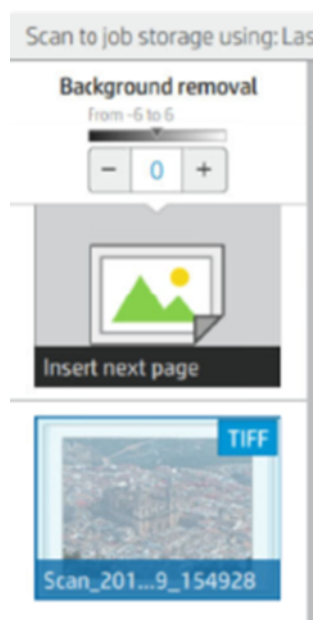 Scan to job storage using: Las
Background removal
From -6 to 6
− 0 +
Insert next page
TIFF
Scan_201...9_154928